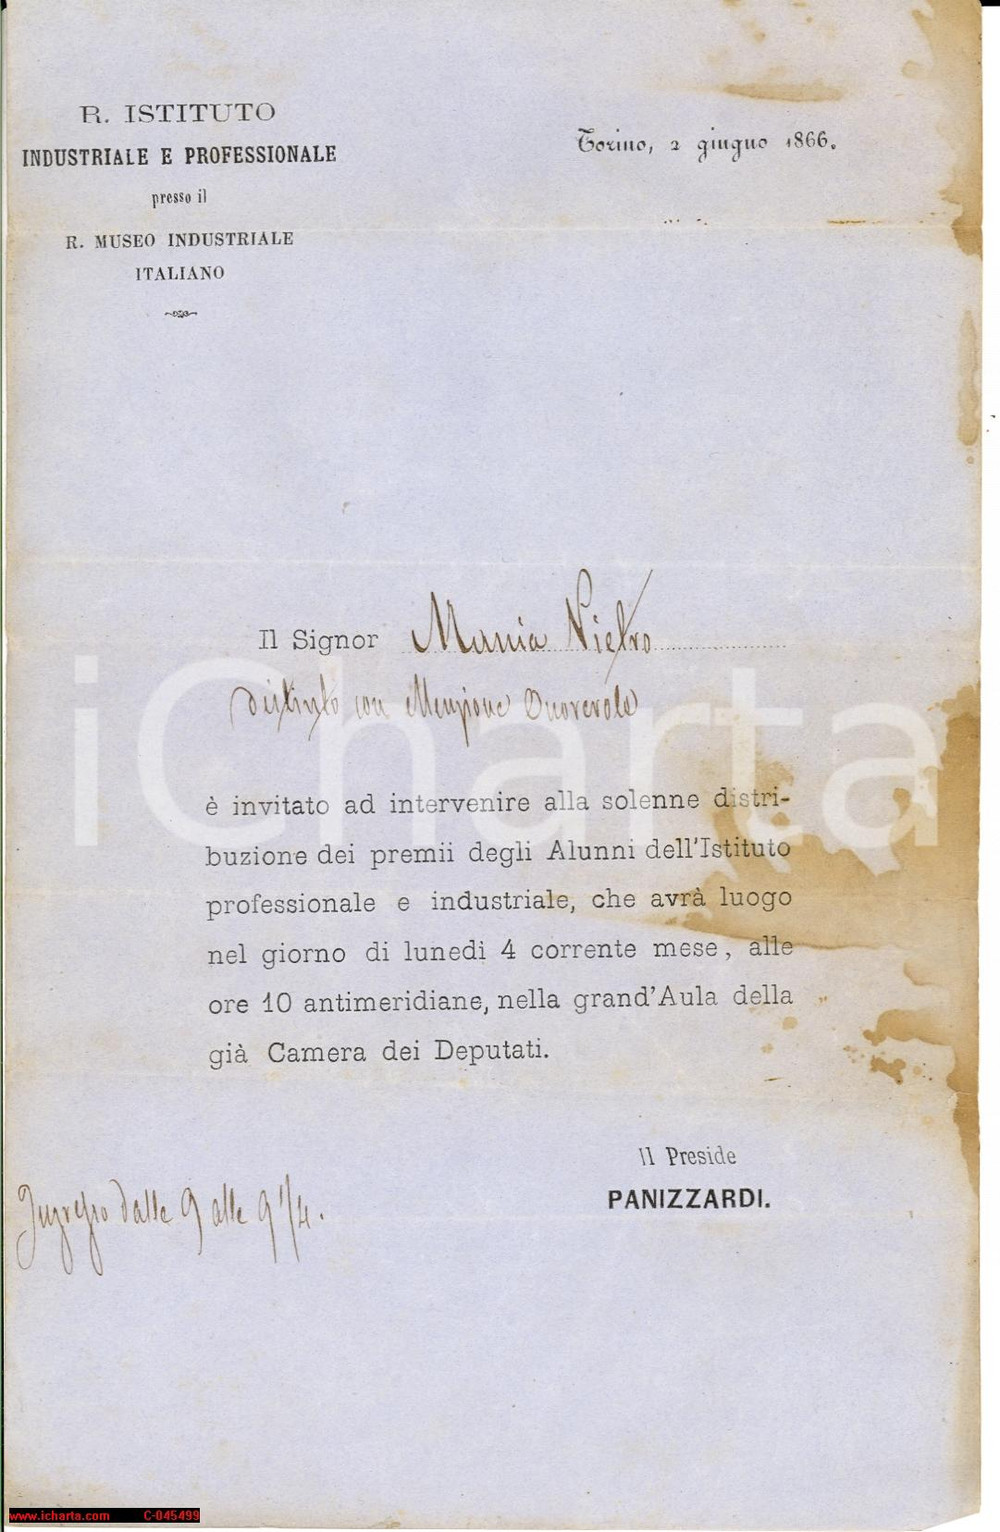 R. ISTITUTO
INDUSTRIALE E PROFESSIONALE
presso il
R. MUSEO INDUSTRIALE
ITALIANO
Torino, 2 giugno 1866.
Il Signor Mania Pietro
distinto con Menzione Onorevole
è invitato ad intervenire alla solenne distri-
buzione dei premii degli Alunni dell'Istituto
professionale e industriale, che avrà luogo
nel giorno di lunedì 4 corrente mese, alle
ore 10 antimeridiane, nella grand'Aula della
già Camera dei Deputati.
Il Preside
PANIZZARDI.
Ingresso dalle 9 alle 9 1/4.
iCharta
www.icharta.com C-045499